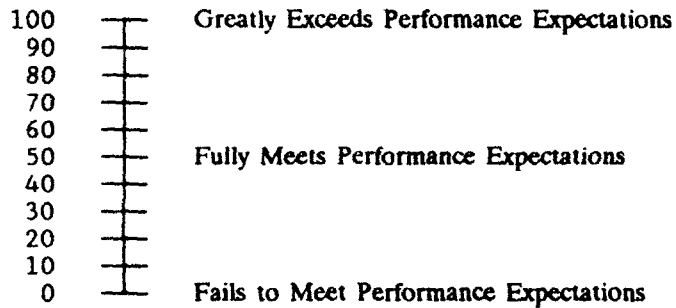 100 Greatly Exceeds Performance Expectations
90
80
70
60
50 Fully Meets Performance Expectations
40
30
20
10
0 Fails to Meet Performance Expectations